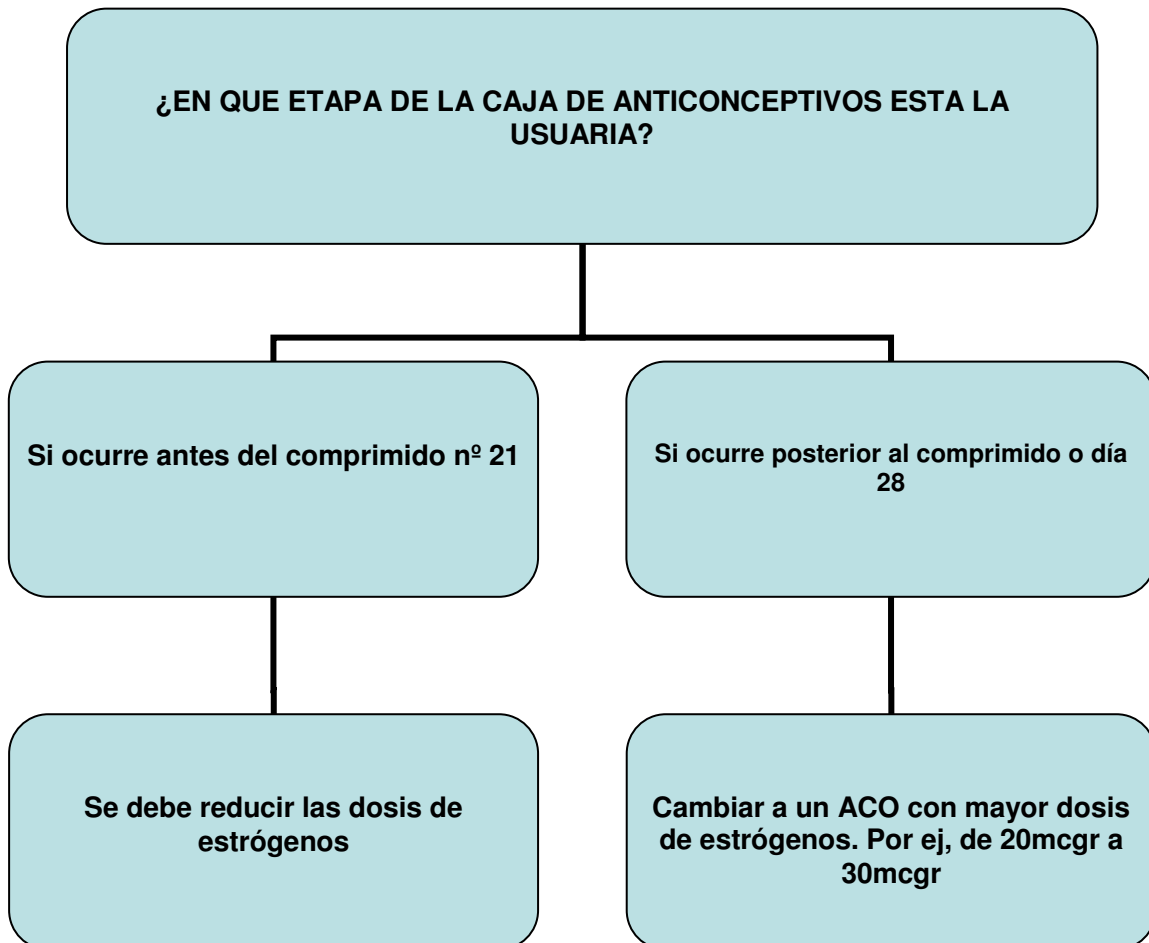 ¿EN QUE ETAPA DE LA CAJA DE ANTICONCEPTIVOS ESTA LA
USUARIA?
Si ocurre antes del comprimido nº 21
Si ocurre posterior al comprimido o día
28
Se debe reducir las dosis de
estrógenos
Cambiar a un ACO con mayor dosis
de estrógenos. Por ej, de 20mcgr a
30mcgr